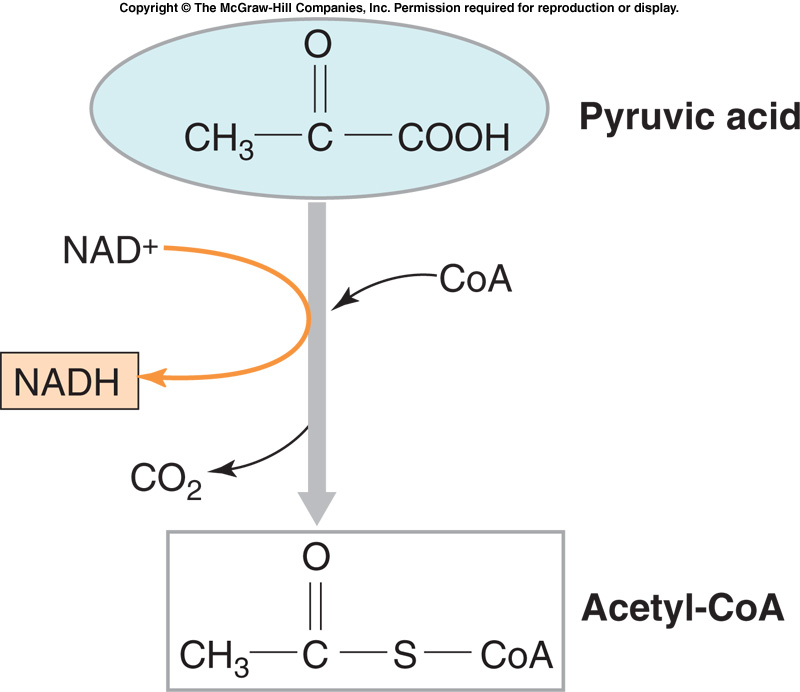 Copyright © The McGraw-Hill Companies, Inc. Permission required for reproduction or display.
O
CH₃ C COOH
Pyruvic acid
NAD⁺
CoA
NADH
CO₂
O
CH₃ C S CoA
Acetyl-CoA